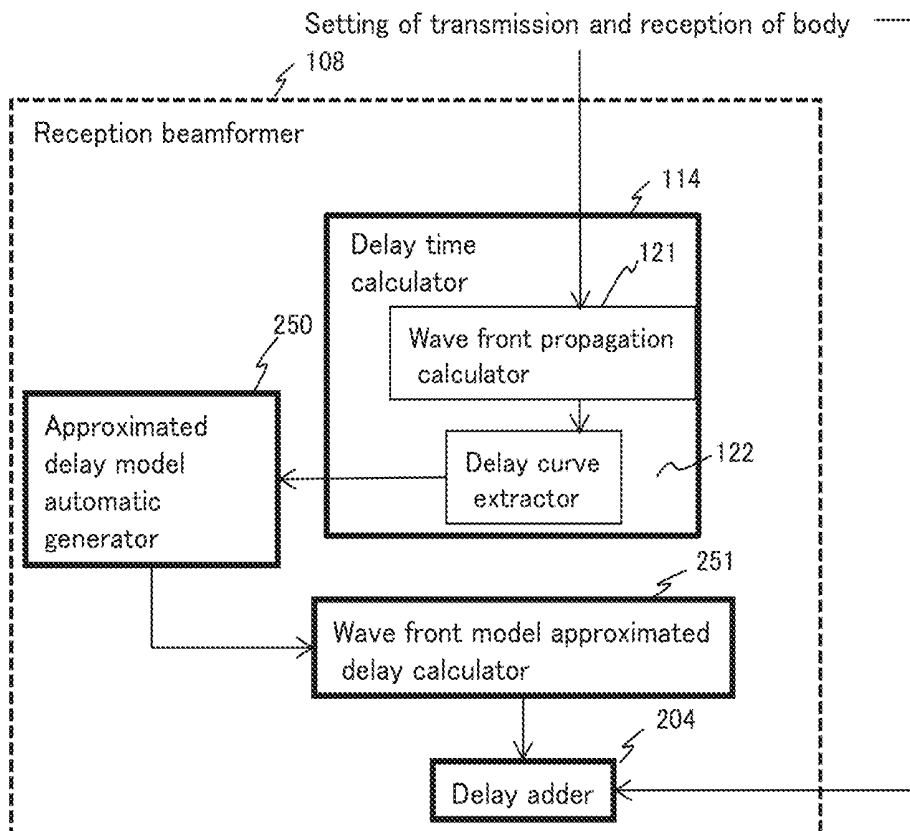 Setting of transmission and reception of body
108
Reception beamformer
114
Delay time
calculator
121
Wave front propagation
calculator
250
Approximated
delay model
automatic
generator
Delay curve
extractor
122
251
Wave front model approximated
delay calculator
204
Delay adder